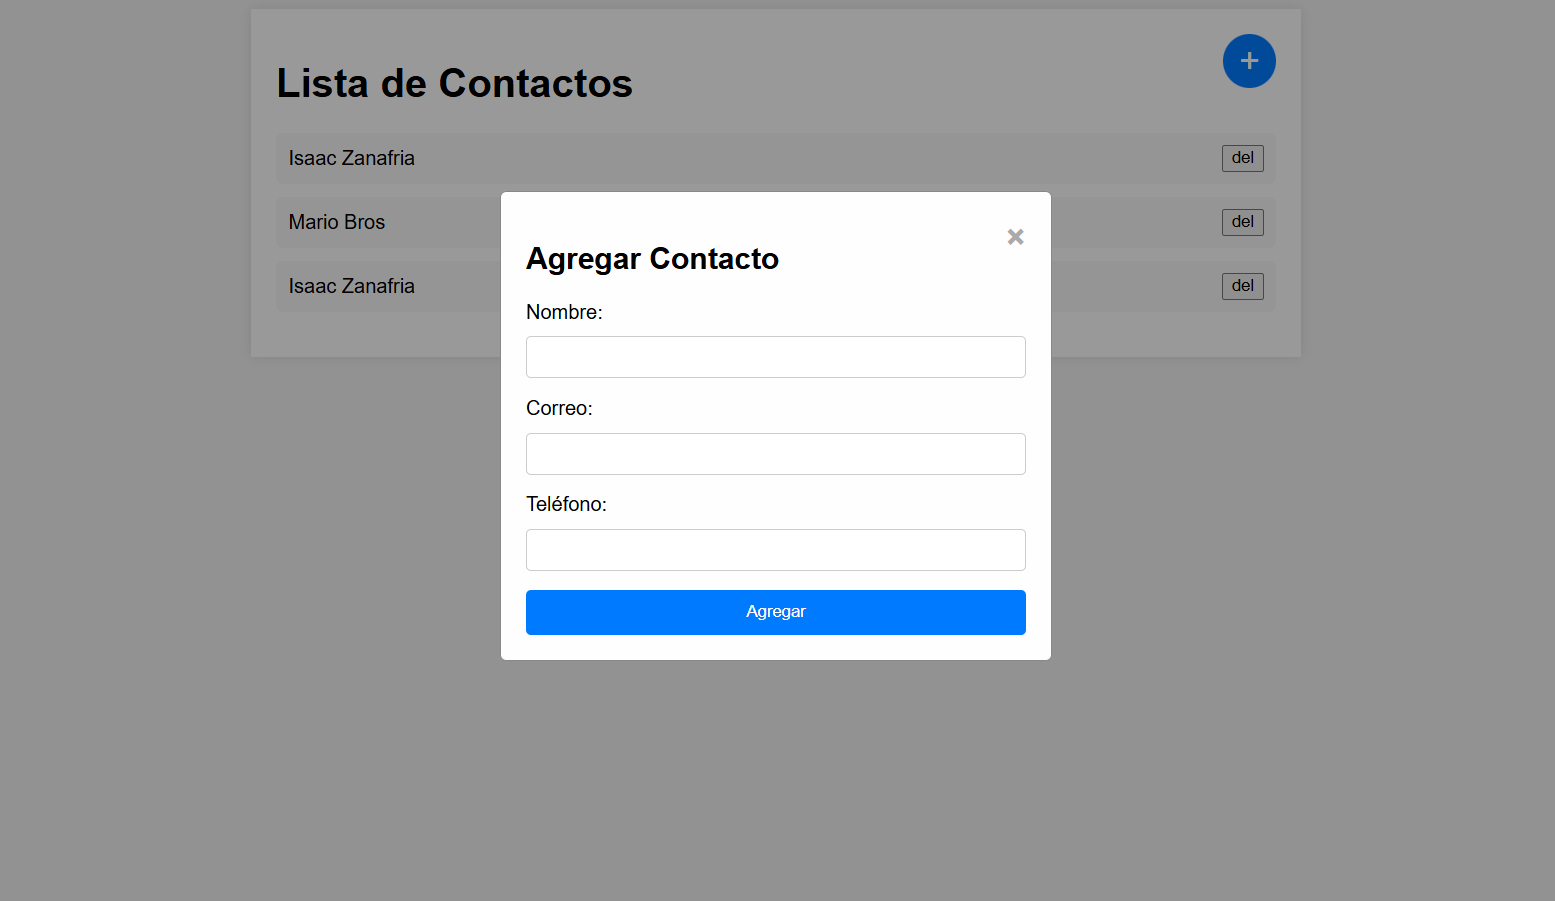 Lista de Contactos
+
Isaac Zanafria del
Mario Bros del
Isaac Zanafria del
×
Agregar Contacto
Nombre:
Correo:
Teléfono:
Agregar